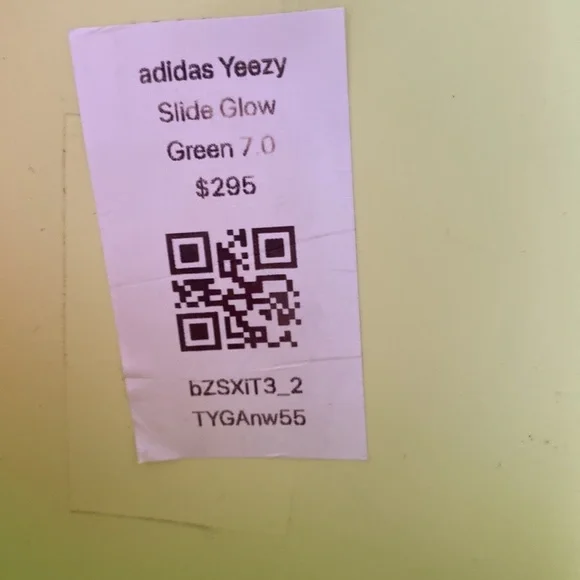 adidas Yeezy
Slide Glow
Green 7.0
$295
bZSXiT3_2
TYGAnw55